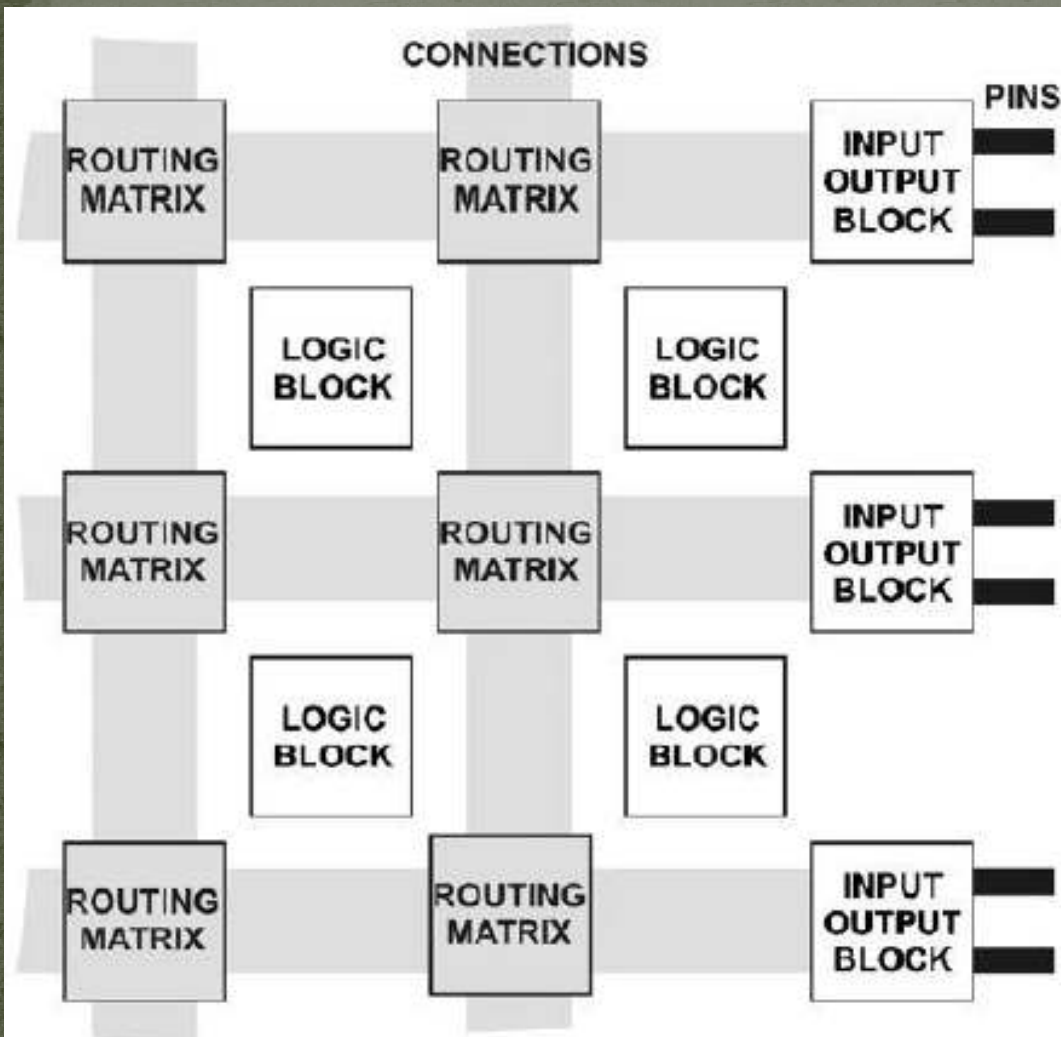 CONNECTIONS
PINS
ROUTING
MATRIX
ROUTING
MATRIX
INPUT
OUTPUT
BLOCK
LOGIC
BLOCK
LOGIC
BLOCK
ROUTING
MATRIX
ROUTING
MATRIX
INPUT
OUTPUT
BLOCK
LOGIC
BLOCK
LOGIC
BLOCK
ROUTING
MATRIX
ROUTING
MATRIX
INPUT
OUTPUT
BLOCK